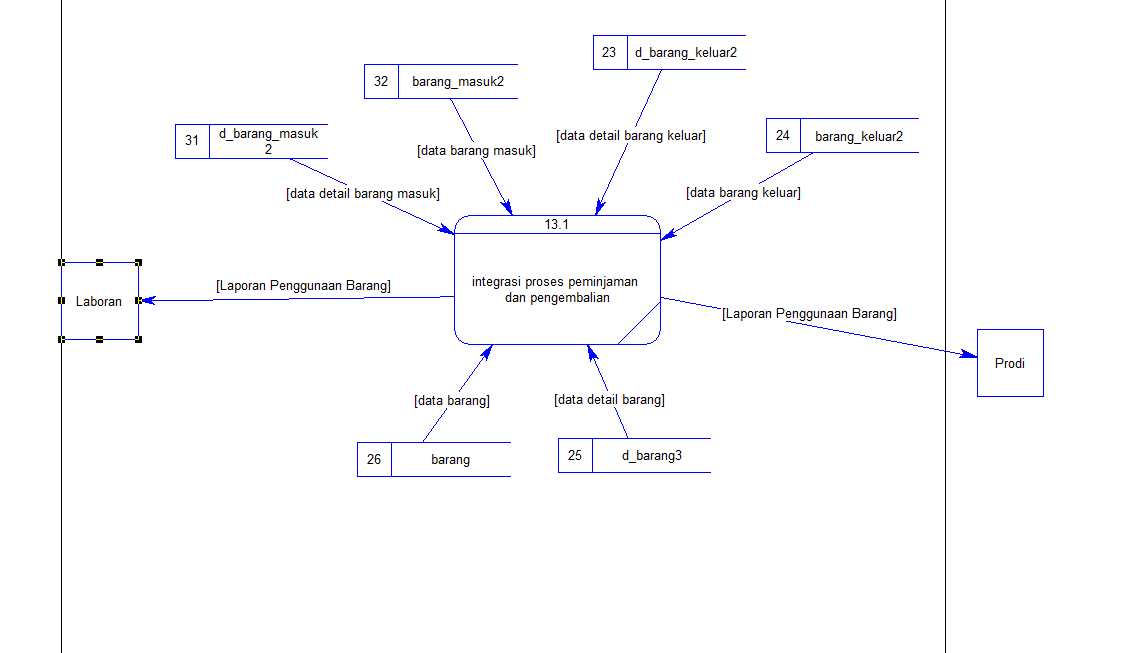 23
d_barang_keluar2
32
barang_masuk2
31
d_barang_masuk
2
24
barang_keluar2
[data detail barang keluar]
[data barang masuk]
[data detail barang masuk]
[data barang keluar]
13.1
integrasi proses peminjaman
dan pengembalian
[Laporan Penggunaan Barang]
Laboran
[Laporan Penggunaan Barang]
Prodi
[data barang]
[data detail barang]
26
barang
25
d_barang3